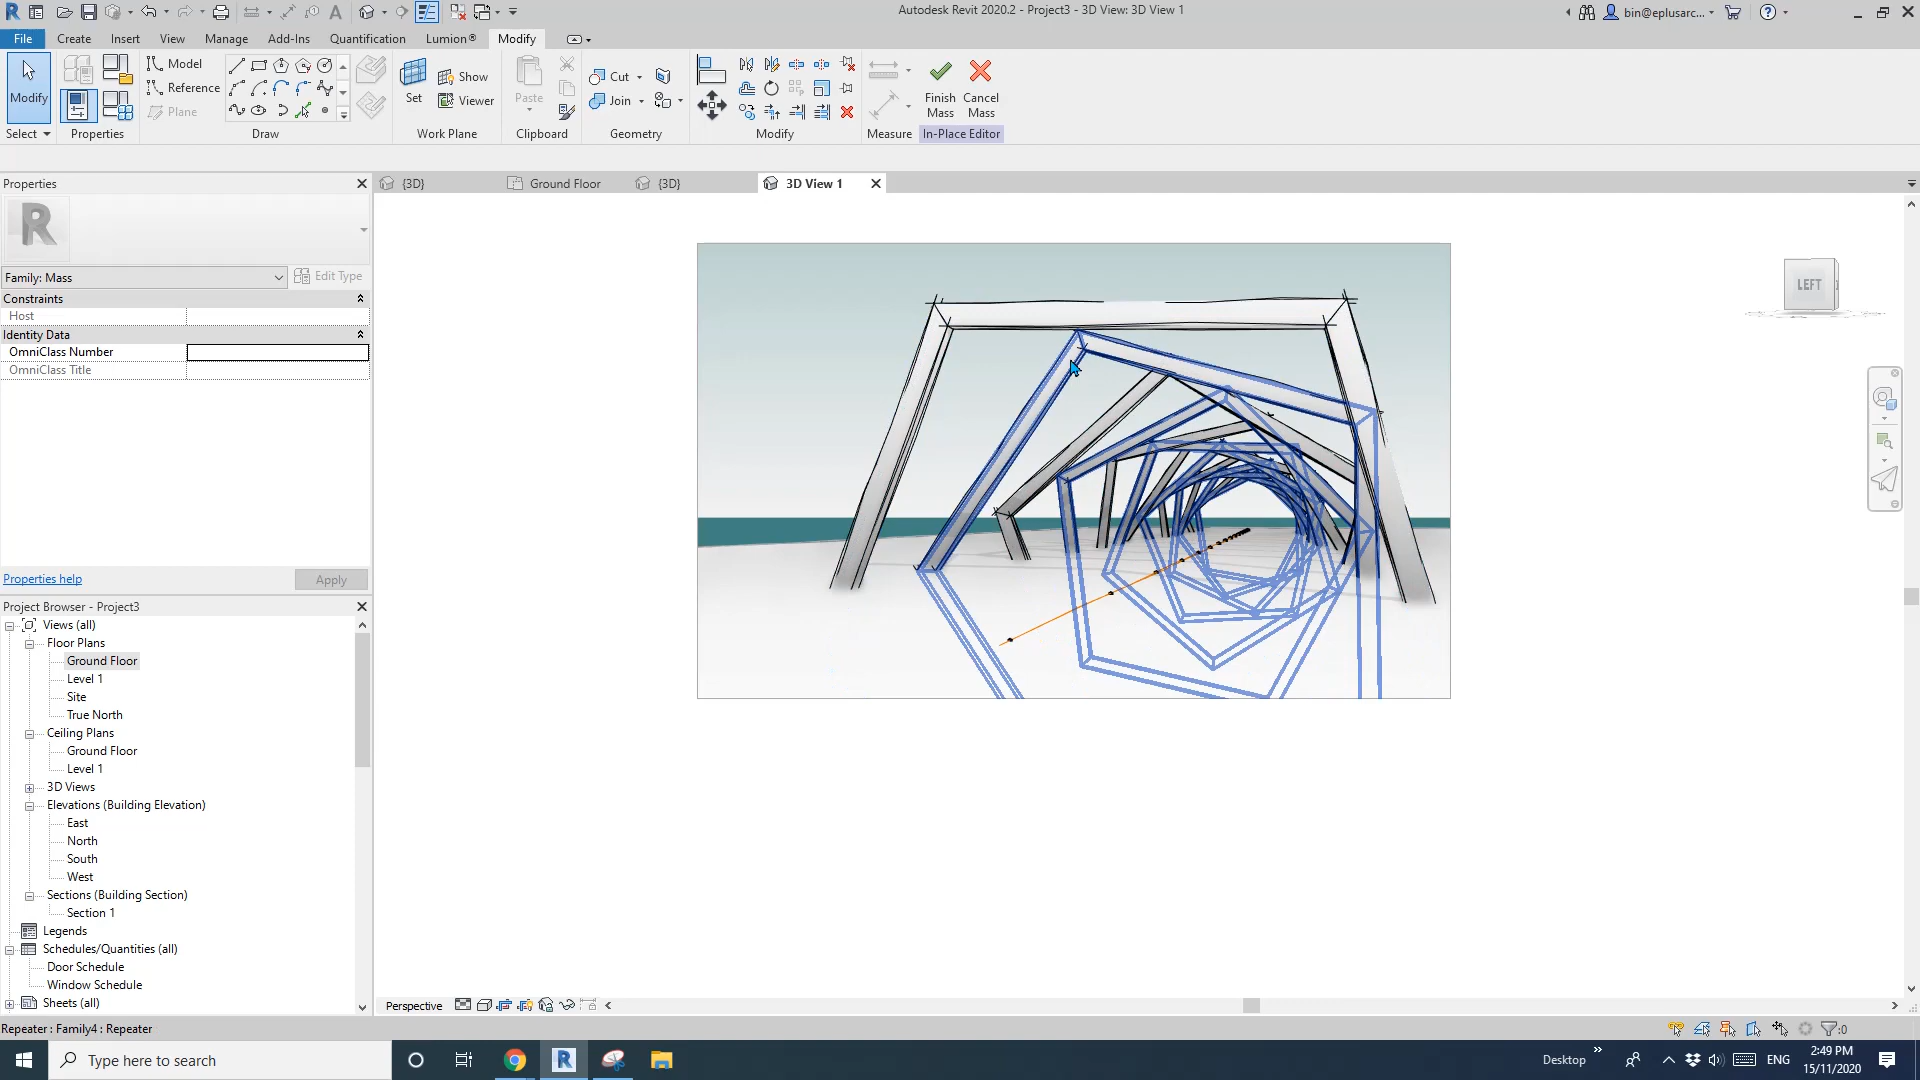 Autodesk Revit 2020.2 - Project3 - 3D View: 3D View 1
bin@eplusarc...
File Create Insert View Manage Add-Ins Quantification Lumion® Modify
Modify
Model
Reference
Plane
Set
Show
Viewer
Paste
Cut
Join
Finish Mass
Cancel Mass
Select Properties Draw Work Plane Clipboard Geometry Modify Measure In-Place Editor
Properties
{3D}
Ground Floor
{3D}
3D View 1
R
Family: Mass
Edit Type
Constraints
Host
Identity Data
OmniClass Number
OmniClass Title
LEFT
Properties help
Apply
Project Browser - Project3
Views (all)
Floor Plans
Ground Floor
Level 1
Site
True North
Ceiling Plans
Ground Floor
Level 1
3D Views
Elevations (Building Elevation)
East
North
South
West
Sections (Building Section)
Section 1
Legends
Schedules/Quantities (all)
Door Schedule
Window Schedule
Sheets (all)
Perspective
Repeater : Family4 : Repeater
:0
Type here to search
Desktop
ENG
2:49 PM
15/11/2020